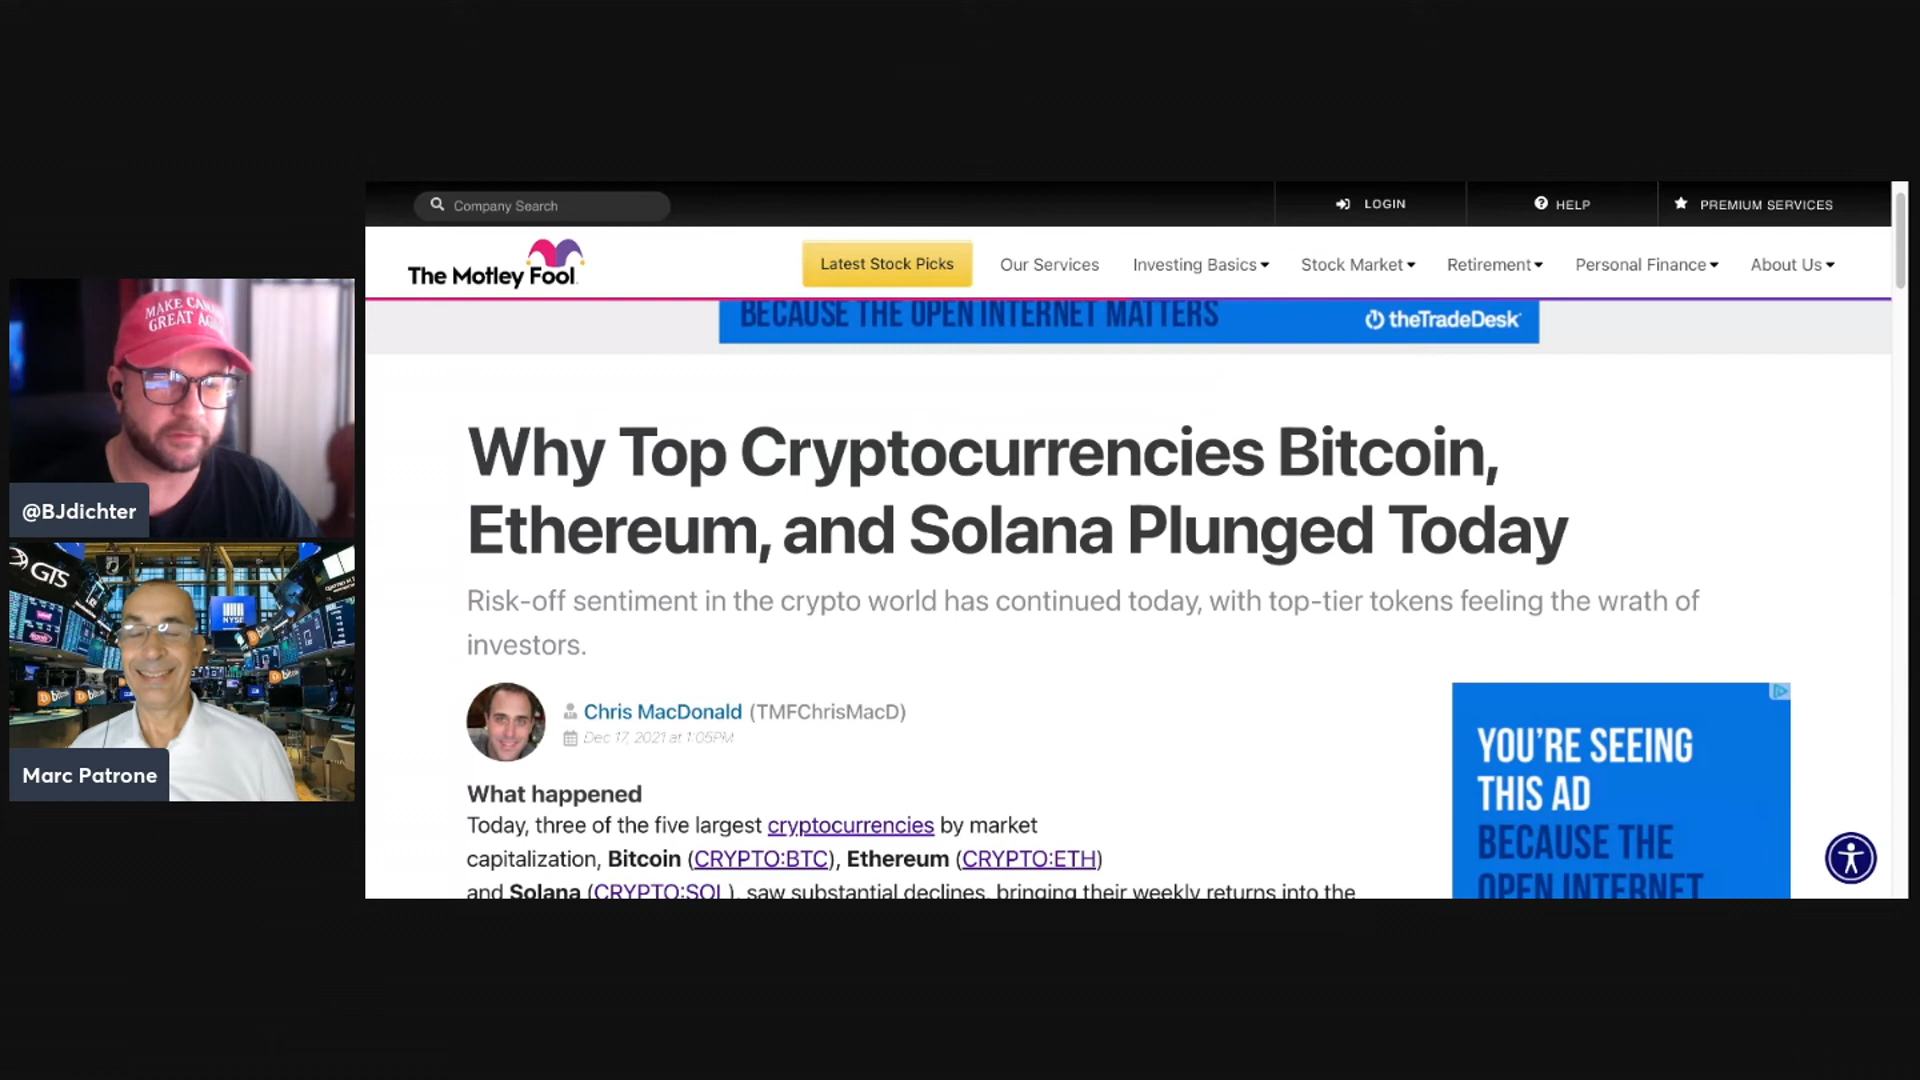 Company Search
LOGIN
HELP
PREMIUM SERVICES
The Motley Fool
Latest Stock Picks
Our Services
Investing Basics
Stock Market
Retirement
Personal Finance
About Us
BECAUSE THE OPEN INTERNET MATTERS
theTradeDesk
MAKE CAN
GREAT AG
@BJdichter
GTS
NYSE
Marc Patrone
Why Top Cryptocurrencies Bitcoin,
Ethereum, and Solana Plunged Today
Risk-off sentiment in the crypto world has continued today, with top-tier tokens feeling the wrath of
investors.
Chris MacDonald (TMFChrisMacD)
Dec 17, 2021 at 1:05PM
What happened
Today, three of the five largest cryptocurrencies by market
capitalization, Bitcoin (CRYPTO:BTC), Ethereum (CRYPTO:ETH)
and Solana (CRYPTO:SOL), saw substantial declines, bringing their weekly returns into the
YOU'RE SEEING
THIS AD
BECAUSE THE
OPEN INTERNET